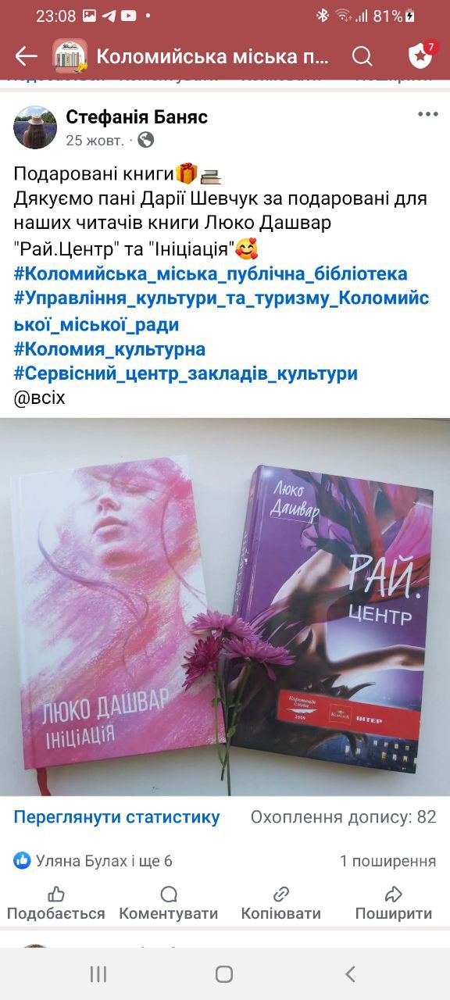 23:08
81%
Коломийська міська п...
7
Стефанія Баняс
25 жовт.
Подаровані книги
Дякуємо пані Дарії Шевчук за подаровані для
наших читачів книги Люко Дашвар
"Рай.Центр" та "Ініціація"
#Коломийська_міська_публічна_бібліотека
#Управління_культури_та_туризму_Коломийс
ької_міської_ради
#Коломия_культурна
#Сервісний_центр_закладів_культури
@всіх
ЛЮКО ДАШВАР
ІНІЦІАЦІЯ
Люко
Дашвар
РАЙ.
ЦЕНТР
Коронація
слова
2009
ІНТЕР
Переглянути статистику
Охоплення допису: 82
Уляна Булах і ще 6
1 поширення
Подобається
Коментувати
Копіювати
Поширити